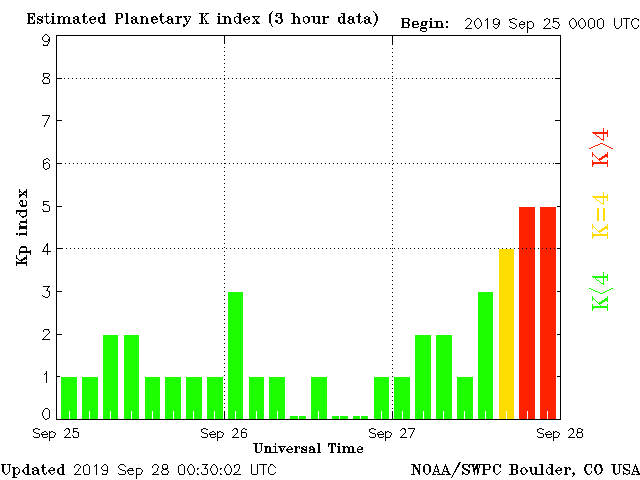 Estimated Planetary K index (3 hour data) Begin: 2019 Sep 25 0000 UTC
9
8
7
6
5
4
3
2
1
0
Kp index
K<4 K=4 K>4
Sep 25 Sep 26 Sep 27 Sep 28
Universal Time
Updated 2019 Sep 28 00:30:02 UTC NOAA/SWPC Boulder, CO USA